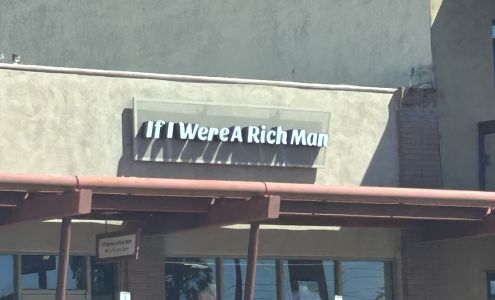 If I Were A Rich Man